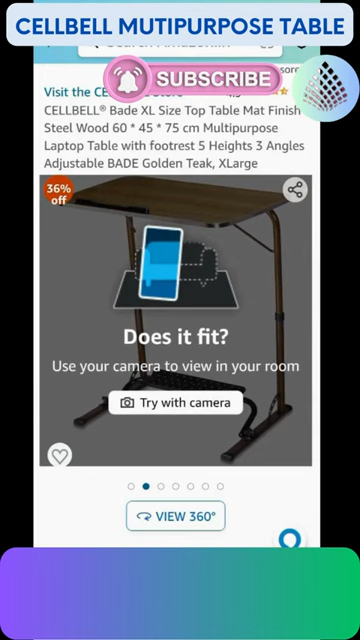 CELLBELL MUTIPURPOSE TABLE
SUBSCRIBE
Visit the CE
CELLBELL® Bade XL Size Top Table Mat Finish
Steel Wood 60 * 45 * 75 cm Multipurpose
Laptop Table with footrest 5 Heights 3 Angles
Adjustable BADE Golden Teak, XLarge
36%
off
Does it fit?
Use your camera to view in your room
Try with camera
VIEW 360°